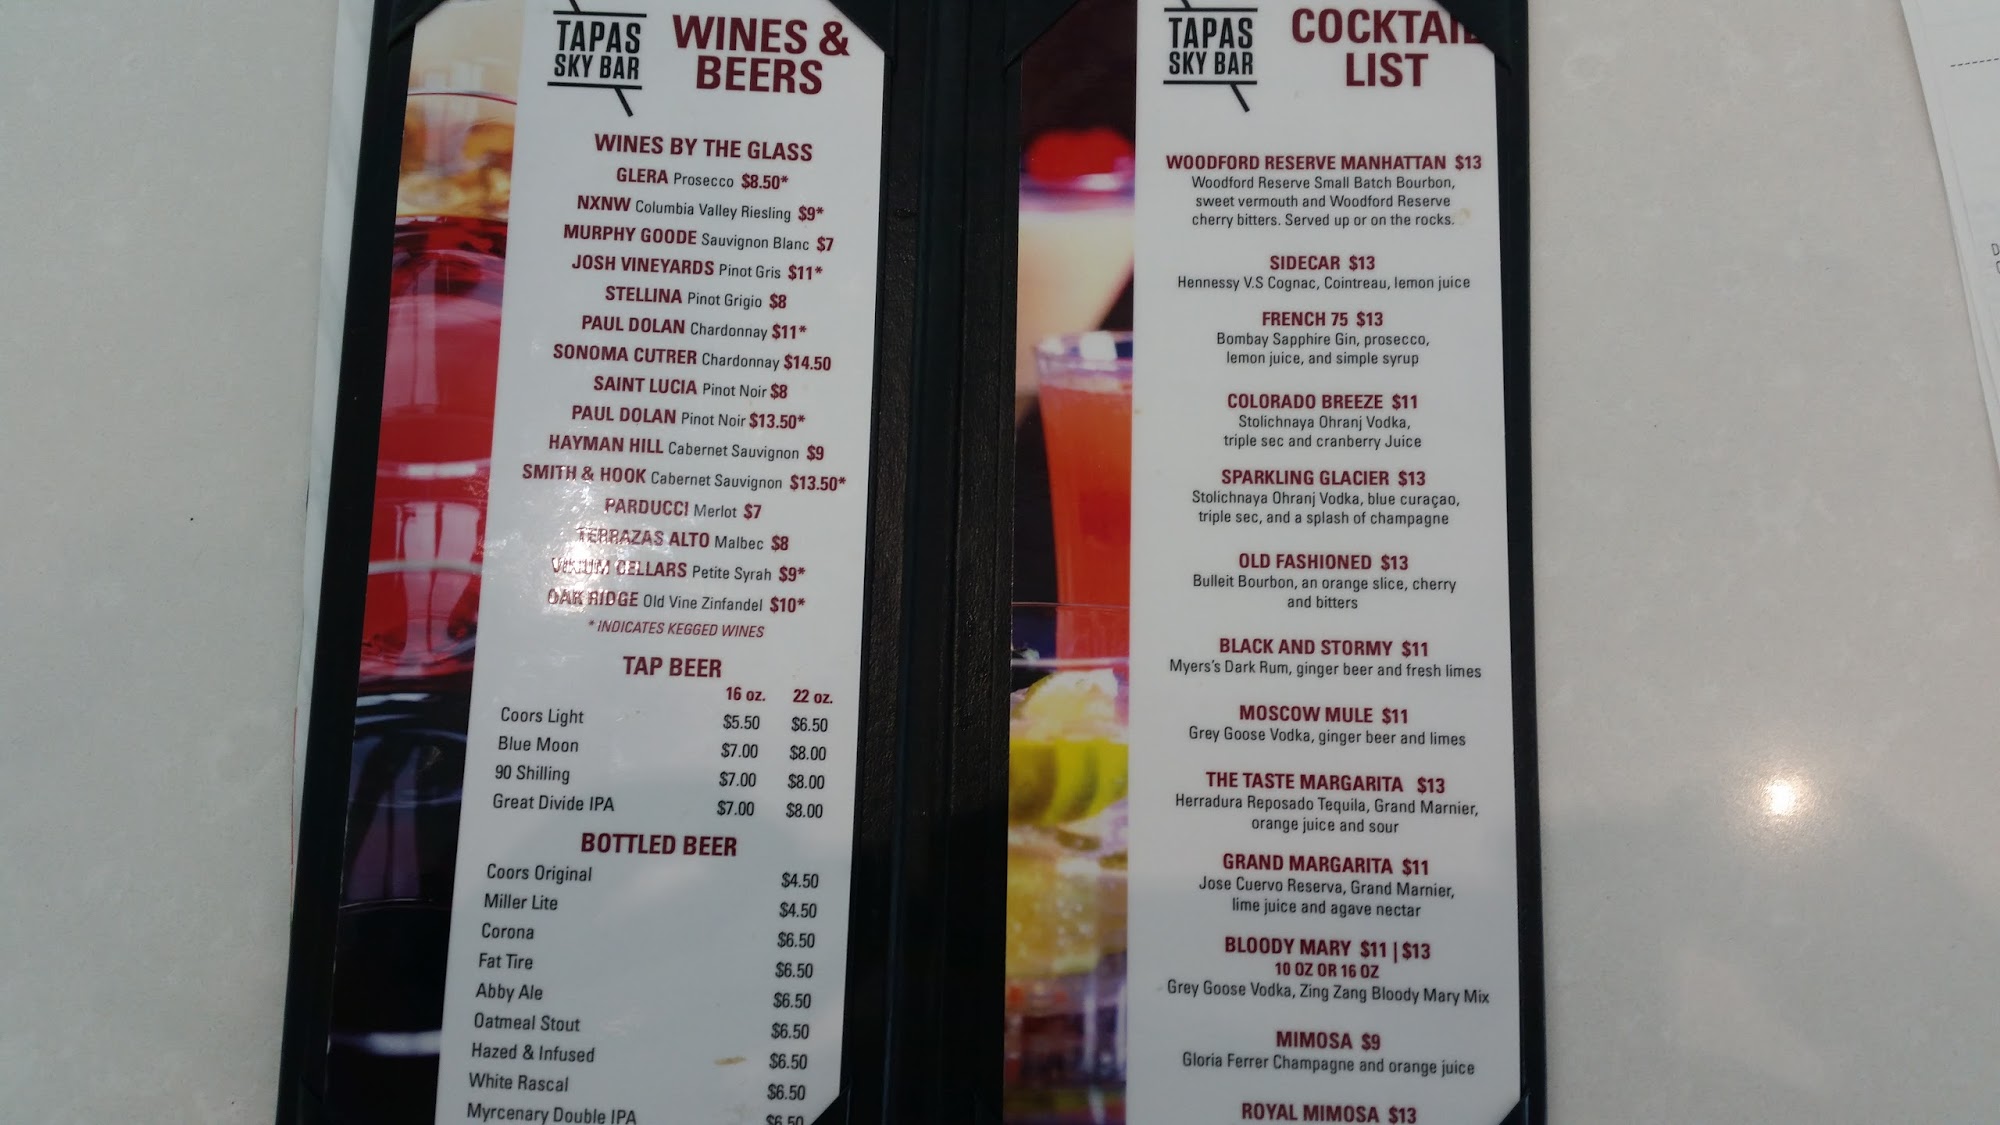 TAPAS
SKY BAR
WINES &
BEERS
WINES BY THE GLASS
GLERA Prosecco $8.50*
NXNW Columbia Valley Riesling $9*
MURPHY GOODE Sauvignon Blanc $7
JOSH VINEYARDS Pinot Gris $11*
STELLINA Pinot Grigio $8
PAUL DOLAN Chardonnay $11*
SONOMA CUTRER Chardonnay $14.50
SAINT LUCIA Pinot Noir $8
PAUL DOLAN Pinot Noir $13.50*
HAYMAN HILL Cabernet Sauvignon $9
SMITH & HOOK Cabernet Sauvignon $13.50*
PARDUCCI Merlot $7
TERRAZAS ALTO Malbec $8
CELLARS Petite Syrah $9*
OAK RIDGE Old Vine Zinfandel $10*
* INDICATES KEGGED WINES
TAP BEER
16 oz. 22 oz.
Coors Light $5.50 $6.50
Blue Moon $7.00 $8.00
90 Shilling $7.00 $8.00
Great Divide IPA $7.00 $8.00
BOTTLED BEER
Coors Original $4.50
Miller Lite $4.50
Corona $6.50
Fat Tire $6.50
Abby Ale $6.50
Oatmeal Stout $6.50
Hazed & Infused $6.50
White Rascal $6.50
Myrcenary Double IPA $6.50
TAPAS
SKY BAR
COCKTAIL
LIST
WOODFORD RESERVE MANHATTAN $13
Woodford Reserve Small Batch Bourbon,
sweet vermouth and Woodford Reserve
cherry bitters. Served up or on the rocks.
SIDECAR $13
Hennessy V.S Cognac, Cointreau, lemon juice
FRENCH 75 $13
Bombay Sapphire Gin, prosecco,
lemon juice, and simple syrup
COLORADO BREEZE $11
Stolichnaya Ohranj Vodka,
triple sec and cranberry Juice
SPARKLING GLACIER $13
Stolichnaya Ohranj Vodka, blue curaçao,
triple sec, and a splash of champagne
OLD FASHIONED $13
Bulleit Bourbon, an orange slice, cherry
and bitters
BLACK AND STORMY $11
Myers's Dark Rum, ginger beer and fresh limes
MOSCOW MULE $11
Grey Goose Vodka, ginger beer and limes
THE TASTE MARGARITA $13
Herradura Reposado Tequila, Grand Marnier,
orange juice and sour
GRAND MARGARITA $11
Jose Cuervo Reserva, Grand Marnier,
lime juice and agave nectar
BLOODY MARY $11 | $13
10 OZ OR 16 OZ
Grey Goose Vodka, Zing Zang Bloody Mary Mix
MIMOSA $9
Gloria Ferrer Champagne and orange juice
ROYAL MIMOSA $13